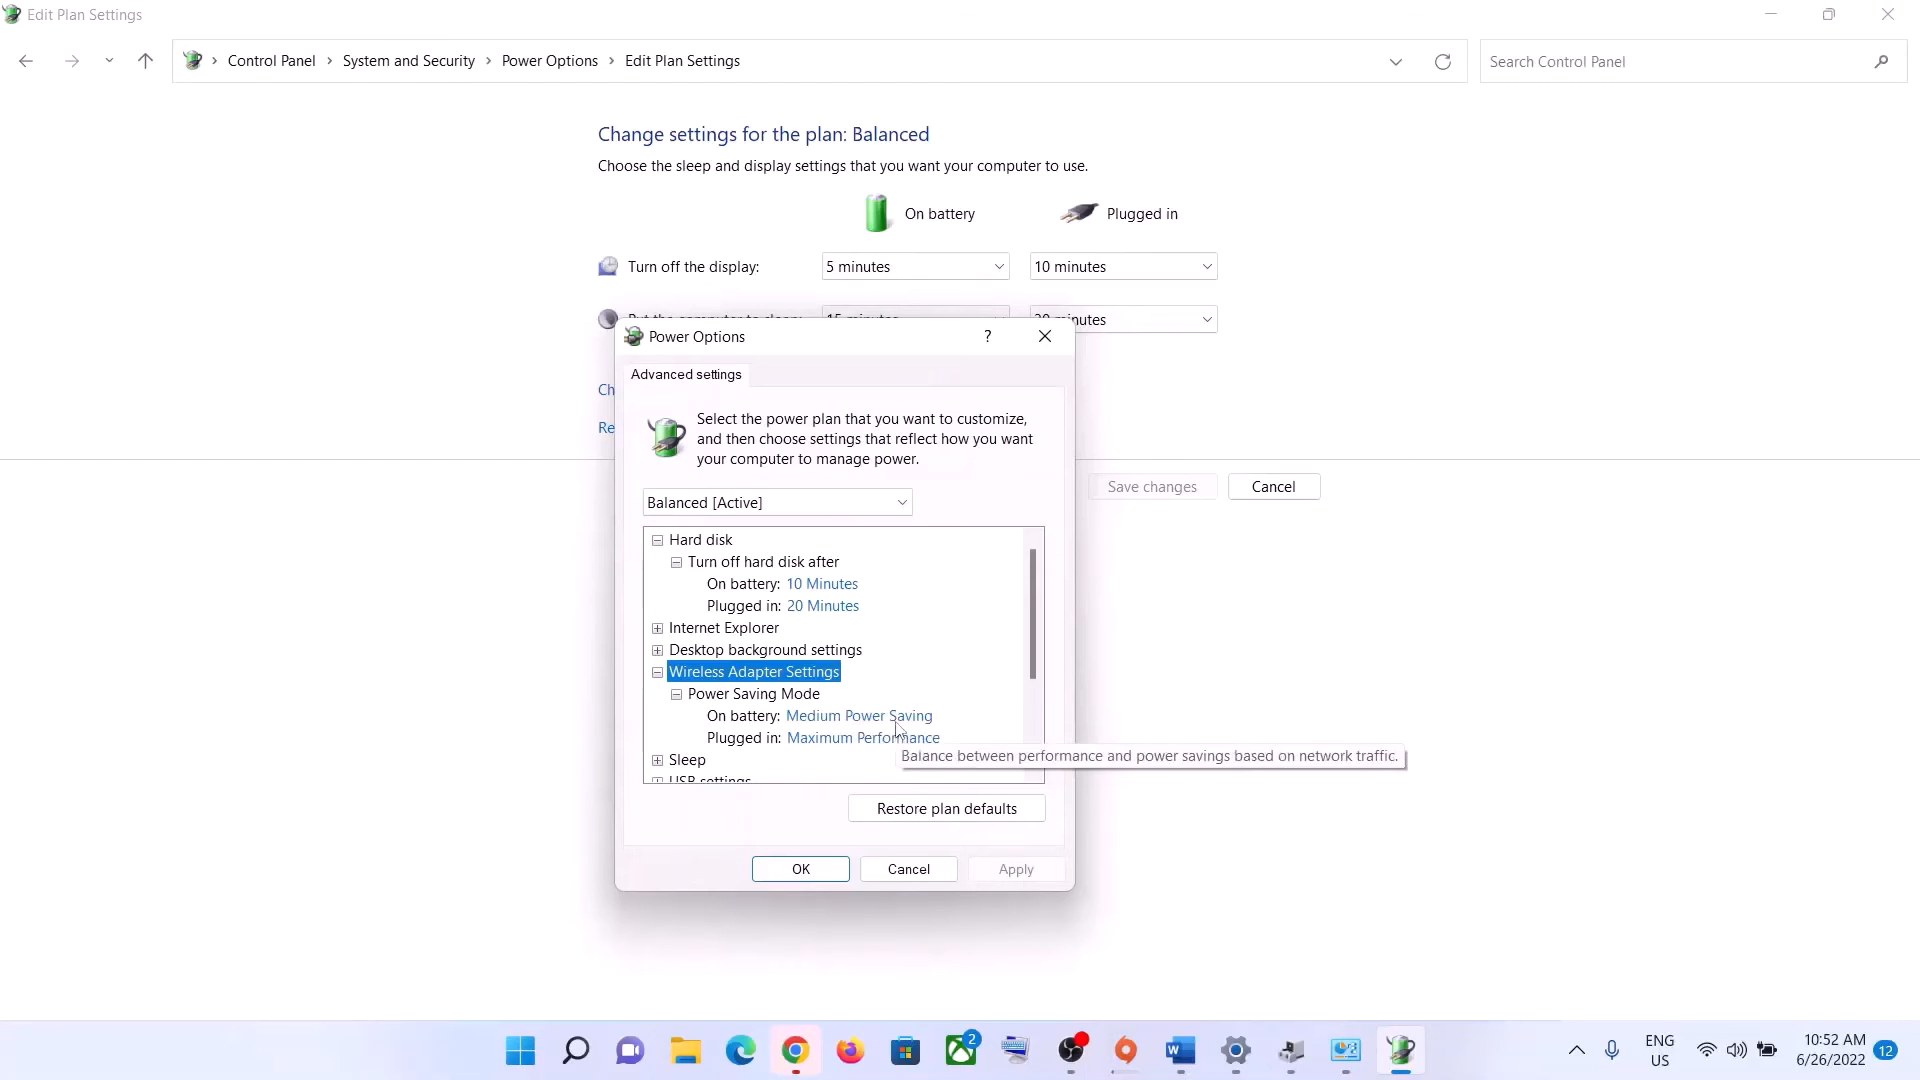 Edit Plan Settings
Control Panel › System and Security › Power Options › Edit Plan Settings
Search Control Panel
Change settings for the plan: Balanced
Choose the sleep and display settings that you want your computer to use.
On battery
Plugged in
Turn off the display:
5 minutes
10 minutes
minutes
Power Options
?
Advanced settings
Ch
Select the power plan that you want to customize,
and then choose settings that reflect how you want
your computer to manage power.
Re
Balanced [Active]
Save changes
Cancel
Hard disk
Turn off hard disk after
On battery: 10 Minutes
Plugged in: 20 Minutes
Internet Explorer
Desktop background settings
Wireless Adapter Settings
Power Saving Mode
On battery: Medium Power Saving
Plugged in: Maximum Performance
Balance between performance and power savings based on network traffic.
Sleep
USB settings
Restore plan defaults
OK
Cancel
Apply
2
W
ENG
US
10:52 AM
6/26/2022
12